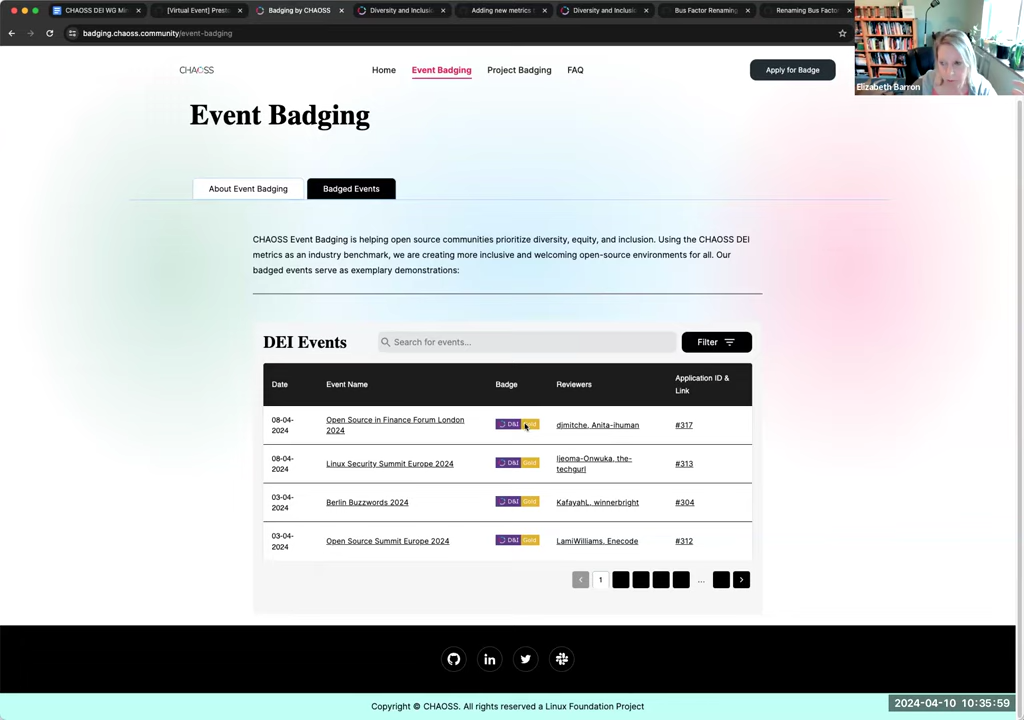 CHAOSS DEI WG Mi
[Virtual Event] Presto
Badging by CHAOSS
Diversity and Inclusi
Adding new metrics
Diversity and Inclusi
Bus Factor Renaming
Renaming Bus Factor
badging.chaoss.community/event-badging
Elizabeth Barron
CHAOSS
Home
Event Badging
Project Badging
FAQ
Apply for Badge
Event Badging
About Event Badging
Badged Events
CHAOSS Event Badging is helping open source communities prioritize diversity, equity, and inclusion. Using the CHAOSS DEI
metrics as an industry benchmark, we are creating more inclusive and welcoming open-source environments for all. Our
badged events serve as exemplary demonstrations:
DEI Events
Search for events...
Filter
Date
Event Name
Badge
Reviewers
Application ID &
Link
08-04-
2024
Open Source in Finance Forum London
2024
D&I Gold
djmitche, Anita-ihuman
#317
08-04-
2024
Linux Security Summit Europe 2024
D&I Gold
Ijeoma-Onwuka, the-
techgurl
#313
03-04-
2024
Berlin Buzzwords 2024
D&I Gold
KafayahL, winnerbright
#304
03-04-
2024
Open Source Summit Europe 2024
D&I Gold
LamiWilliams, Enecode
#312
1
...
Copyright © CHAOSS. All rights reserved a Linux Foundation Project
2024-04-10 10:35:59